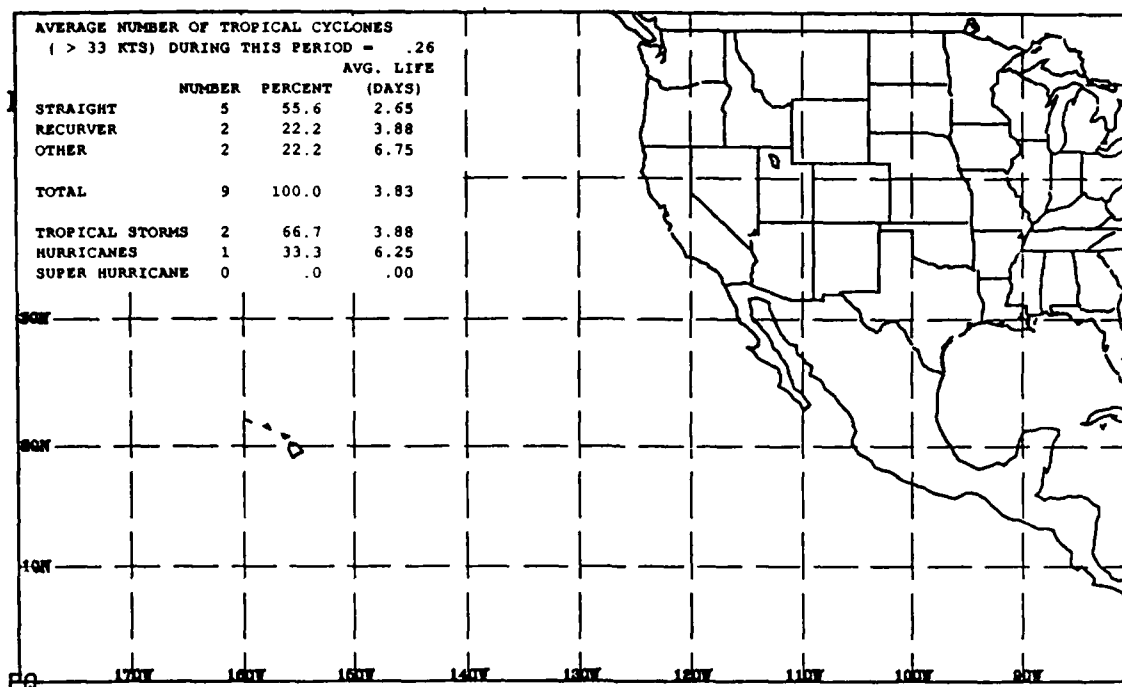 AVERAGE NUMBER OF TROPICAL CYCLONES
( > 33 KTS) DURING THIS PERIOD = .26
AVG. LIFE
NUMBER PERCENT (DAYS)
STRAIGHT 5 55.6 2.65
RECURVER 2 22.2 3.88
OTHER 2 22.2 6.75
TOTAL 9 100.0 3.83
TROPICAL STORMS 2 66.7 3.88
HURRICANES 1 33.3 6.25
SUPER HURRICANE 0 .0 .00
30N
20N
10N
EQ
170W 160W 150W 140W 130W 120W 110W 100W 90W